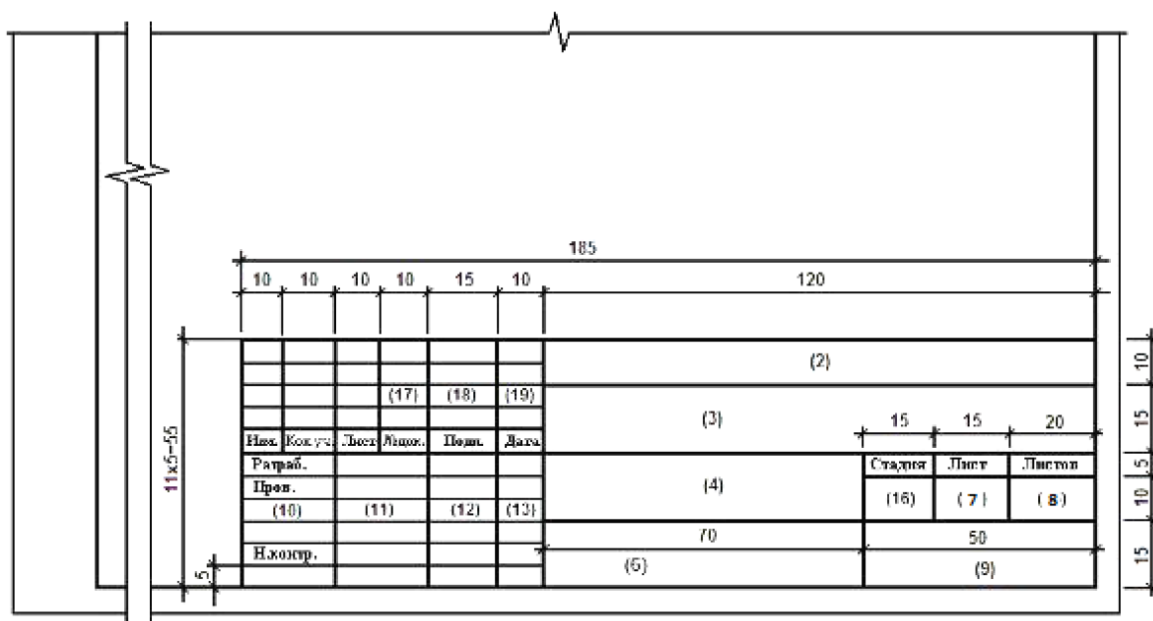 185
10 10 10 10 15 10 120
(2)
10
(17) (18) (19)
(3)
15 15 20
15
Изм. Кол.уч. Лист №док. Подп. Дата
11x5=55
Разраб.
Стадия Лист Листов
5
Пров.
(4)
(16) (7) (8)
10
(10) (11) (12) (13)
70 50
15
Н.контр.
(6)
(9)
5